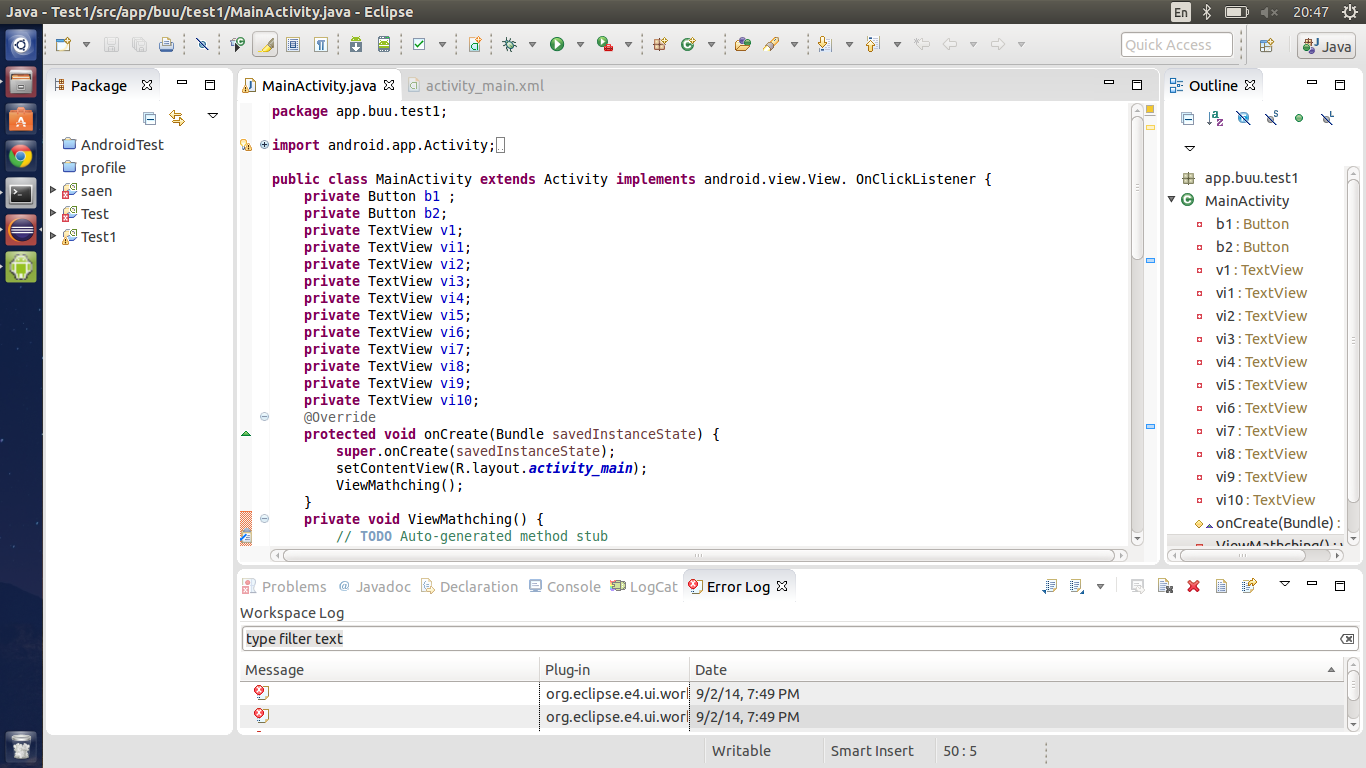 Java - Test1/src/app/buu/test1/MainActivity.java - Eclipse
En
20:47
Quick Access
Java
Package
AndroidTest
profile
saen
Test
Test1
MainActivity.java
activity_main.xml
package app.buu.test1;
import android.app.Activity;
public class MainActivity extends Activity implements android.view.View. OnClickListener {
private Button b1 ;
private Button b2;
private TextView v1;
private TextView vi1;
private TextView vi2;
private TextView vi3;
private TextView vi4;
private TextView vi5;
private TextView vi6;
private TextView vi7;
private TextView vi8;
private TextView vi9;
private TextView vi10;
@Override
protected void onCreate(Bundle savedInstanceState) {
super.onCreate(savedInstanceState);
setContentView(R.layout.activity_main);
ViewMathching();
}
private void ViewMathching() {
// TODO Auto-generated method stub
Outline
app.buu.test1
MainActivity
b1 : Button
b2 : Button
v1 : TextView
vi1 : TextView
vi2 : TextView
vi3 : TextView
vi4 : TextView
vi5 : TextView
vi6 : TextView
vi7 : TextView
vi8 : TextView
vi9 : TextView
vi10 : TextView
onCreate(Bundle) :
ViewMathching() : v
Problems
@ Javadoc
Declaration
Console
LogCat
Error Log
Workspace Log
type filter text
Message
Plug-in
Date
org.eclipse.e4.ui.worl
9/2/14, 7:49 PM
org.eclipse.e4.ui.worl
9/2/14, 7:49 PM
Writable
Smart Insert
50 : 5